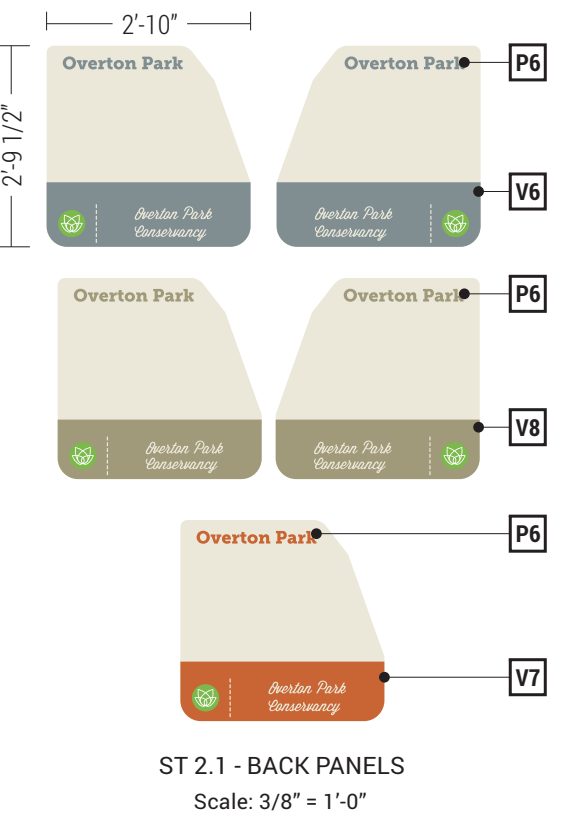 2'-10"
2'-9 1/2"
Overton Park
Overton Park
P6
Overton Park
Conservancy
Overton Park
Conservancy
V6
Overton Park
Overton Park
P6
Overton Park
Conservancy
Overton Park
Conservancy
V8
Overton Park
P6
Overton Park
Conservancy
V7
ST 2.1 - BACK PANELS
Scale: 3/8" = 1'-0"